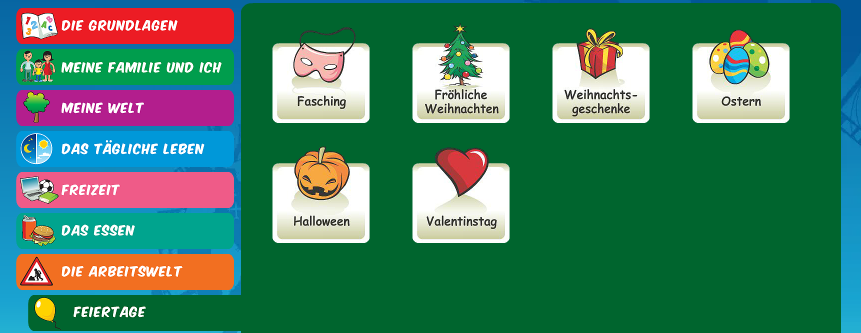 DIE GRUNDLAGEN
MEINE FAMILIE UND ICH
MEINE WELT
DAS TÄGLICHE LEBEN
FREIZEIT
DAS ESSEN
DIE ARBEITSWELT
FEIERTAGE
Fasching
Fröhliche
Weihnachten
Weihnachts-
geschenke
Ostern
Halloween
Valentinstag